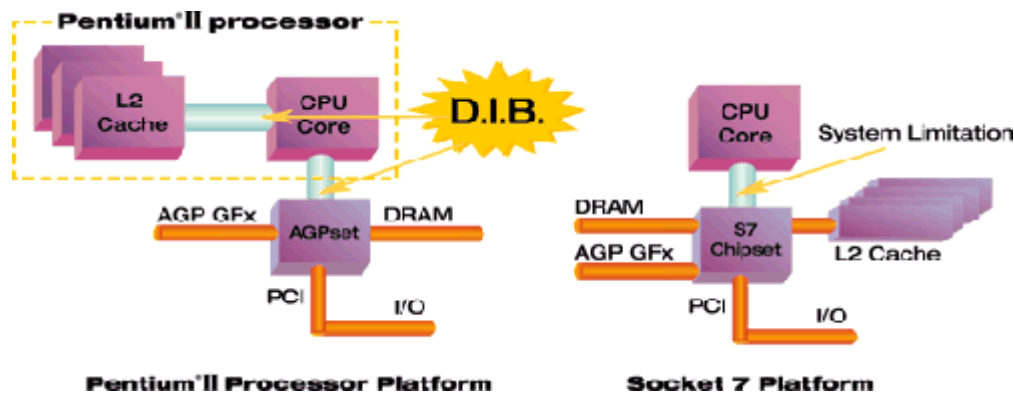 Pentium®II processor
L2
Cache
CPU
Core
D.I.B.
AGP GFx
DRAM
AGPset
PCI
I/O
Pentium®II Processor Platform
CPU
Core
System Limitation
DRAM
S7
Chipset
AGP GFx
L2 Cache
PCI
I/O
Socket 7 Platform